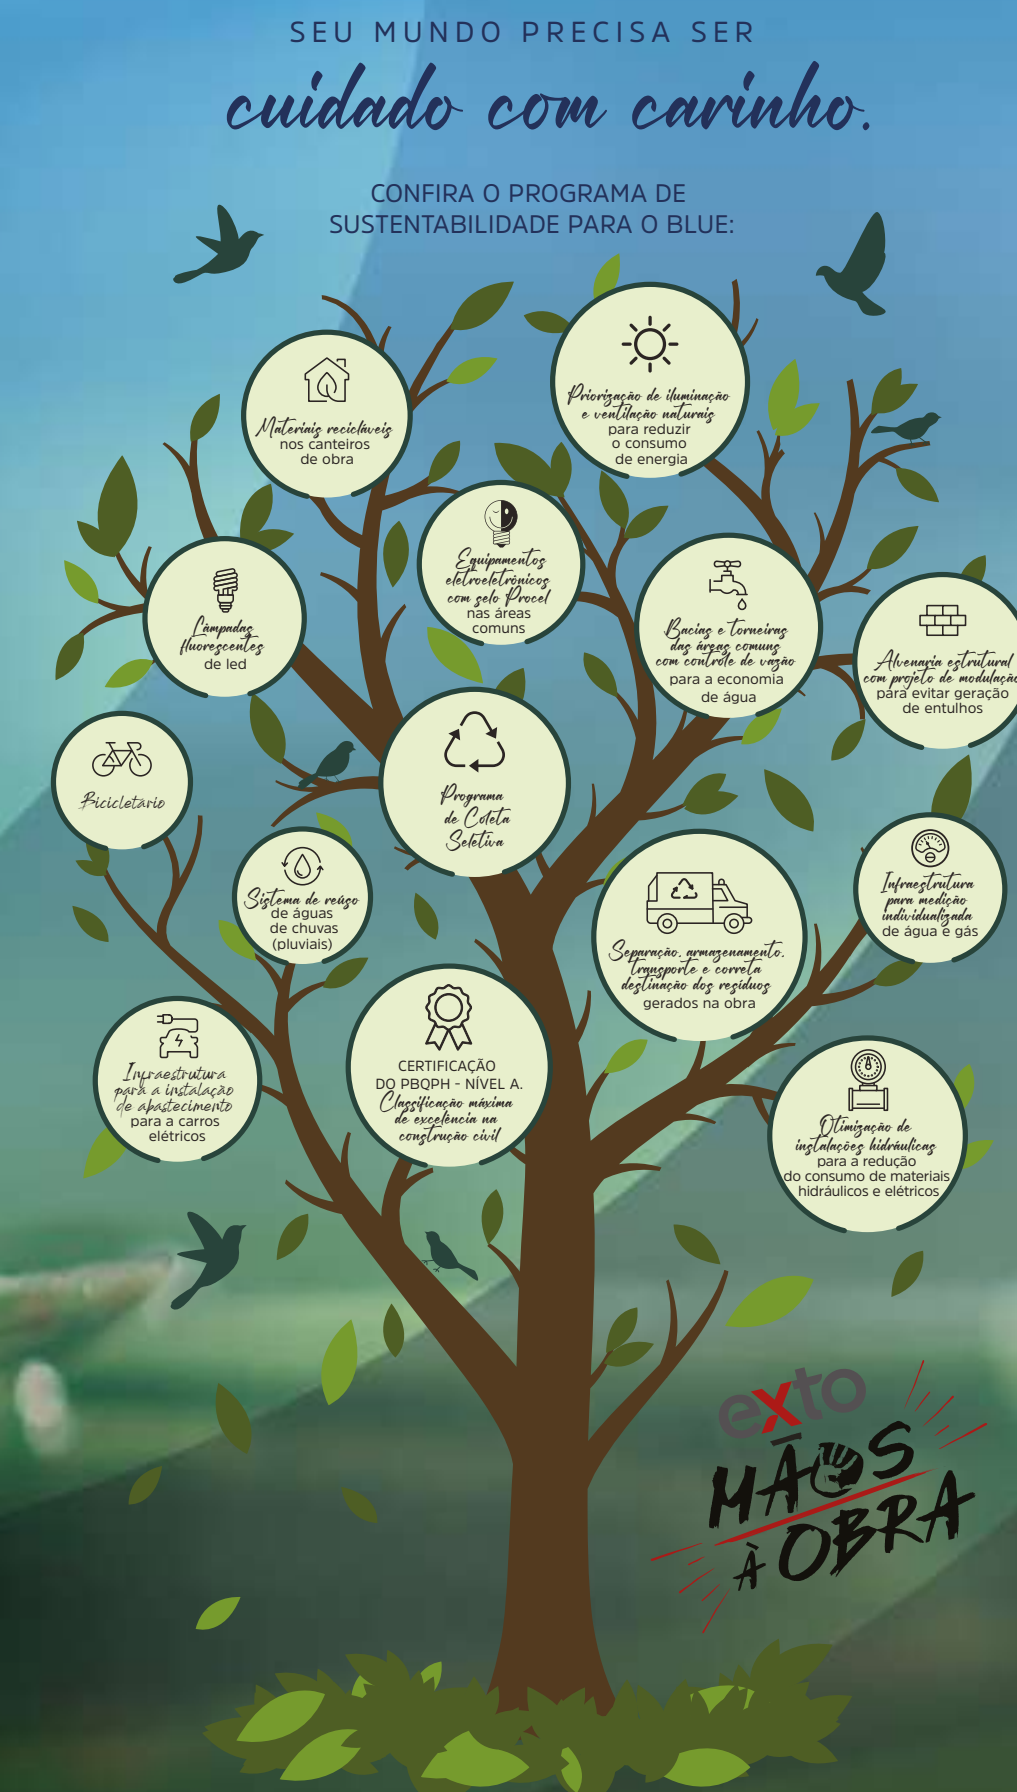 SEU MUNDO PRECISA SER
cuidado com carinho.
CONFIRA O PROGRAMA DE
SUSTENTABILIDADE PARA O BLUE:
Materiais recicláveis
nos canteiros
de obra
Priorização de iluminação
e ventilação naturais
para reduzir
o consumo
de energia
Equipamentos
eletroeletrônicos
com selo Procel
nas áreas
comuns
Lâmpadas
fluorescentes
de led
Bacias e torneiras
das áreas comuns
com controle de vazão
para a economia
de água
Alvenaria estrutural
com projeto de modulação
para evitar geração
de entulhos
Bicicletário
Programa
de Coleta
Seletiva
Sistema de reúso
de águas
de chuvas
(pluviais)
Separação, armazenamento,
transporte e correta
destinação dos resíduos
gerados na obra
Infraestrutura
para medição
individualizada
de água e gás
Infraestrutura
para a instalação
de abastecimento
para a carros
elétricos
CERTIFICAÇÃO
DO PBQPH - NÍVEL A.
Classificação máxima
de excelência na
construção civil
Otimização de
instalações hidráulicas
para a redução
do consumo de materiais
hidráulicos e elétricos
exto
MÃOS
À OBRA